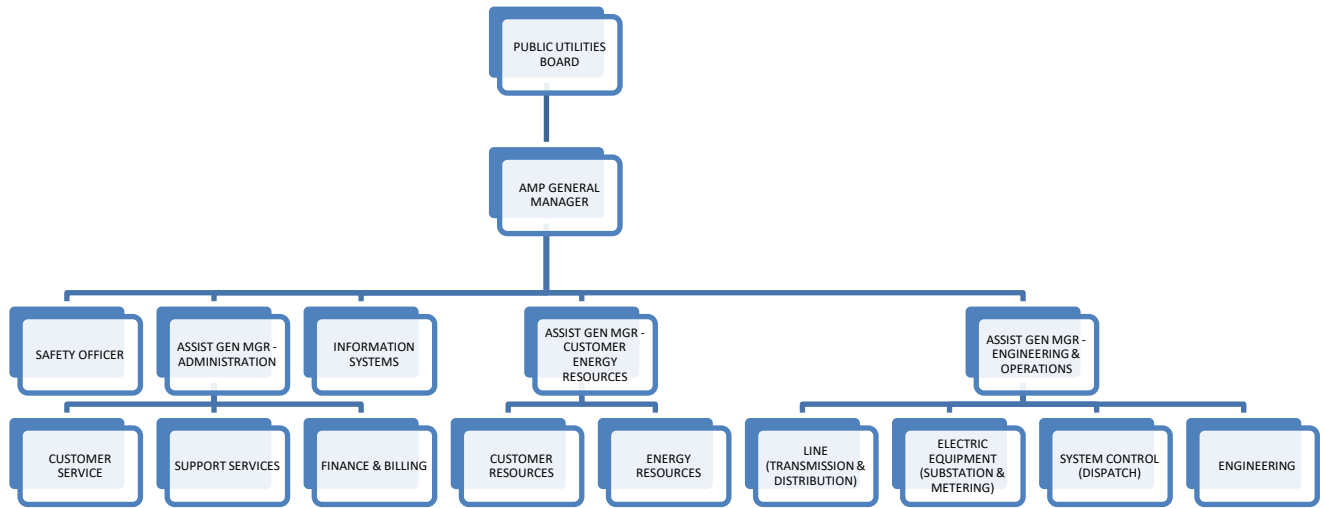 PUBLIC UTILITIES
BOARD
AMP GENERAL
MANAGER
SAFETY OFFICER
ASSIST GEN MGR -
ADMINISTRATION
INFORMATION
SYSTEMS
ASSIST GEN MGR -
CUSTOMER
ENERGY
RESOURCES
ASSIST GEN MGR -
ENGINEERING &
OPERATIONS
CUSTOMER
SERVICE
SUPPORT SERVICES
FINANCE & BILLING
CUSTOMER
RESOURCES
ENERGY
RESOURCES
LINE
(TRANSMISSION &
DISTRIBUTION)
ELECTRIC
EQUIPMENT
(SUBSTATION &
METERING)
SYSTEM CONTROL
(DISPATCH)
ENGINEERING